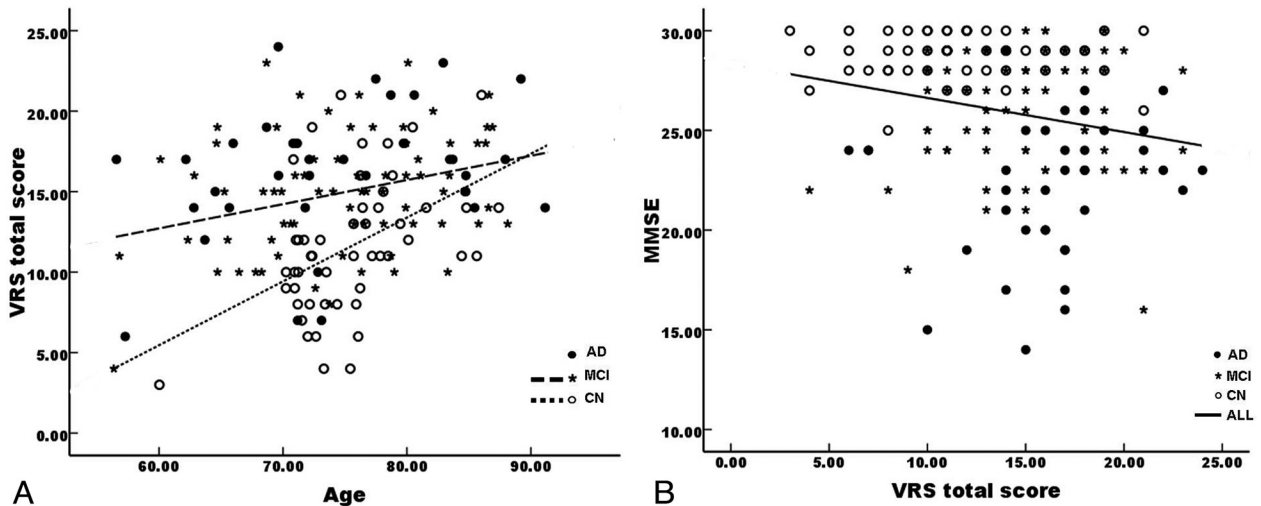 25.00
20.00
15.00
10.00
5.00
0.00
VRS total score
60.00 70.00 80.00 90.00
Age
AD
MCI
CN
A
30.00
25.00
20.00
15.00
10.00
MMSE
0.00 5.00 10.00 15.00 20.00 25.00
VRS total score
AD
MCI
CN
ALL
B